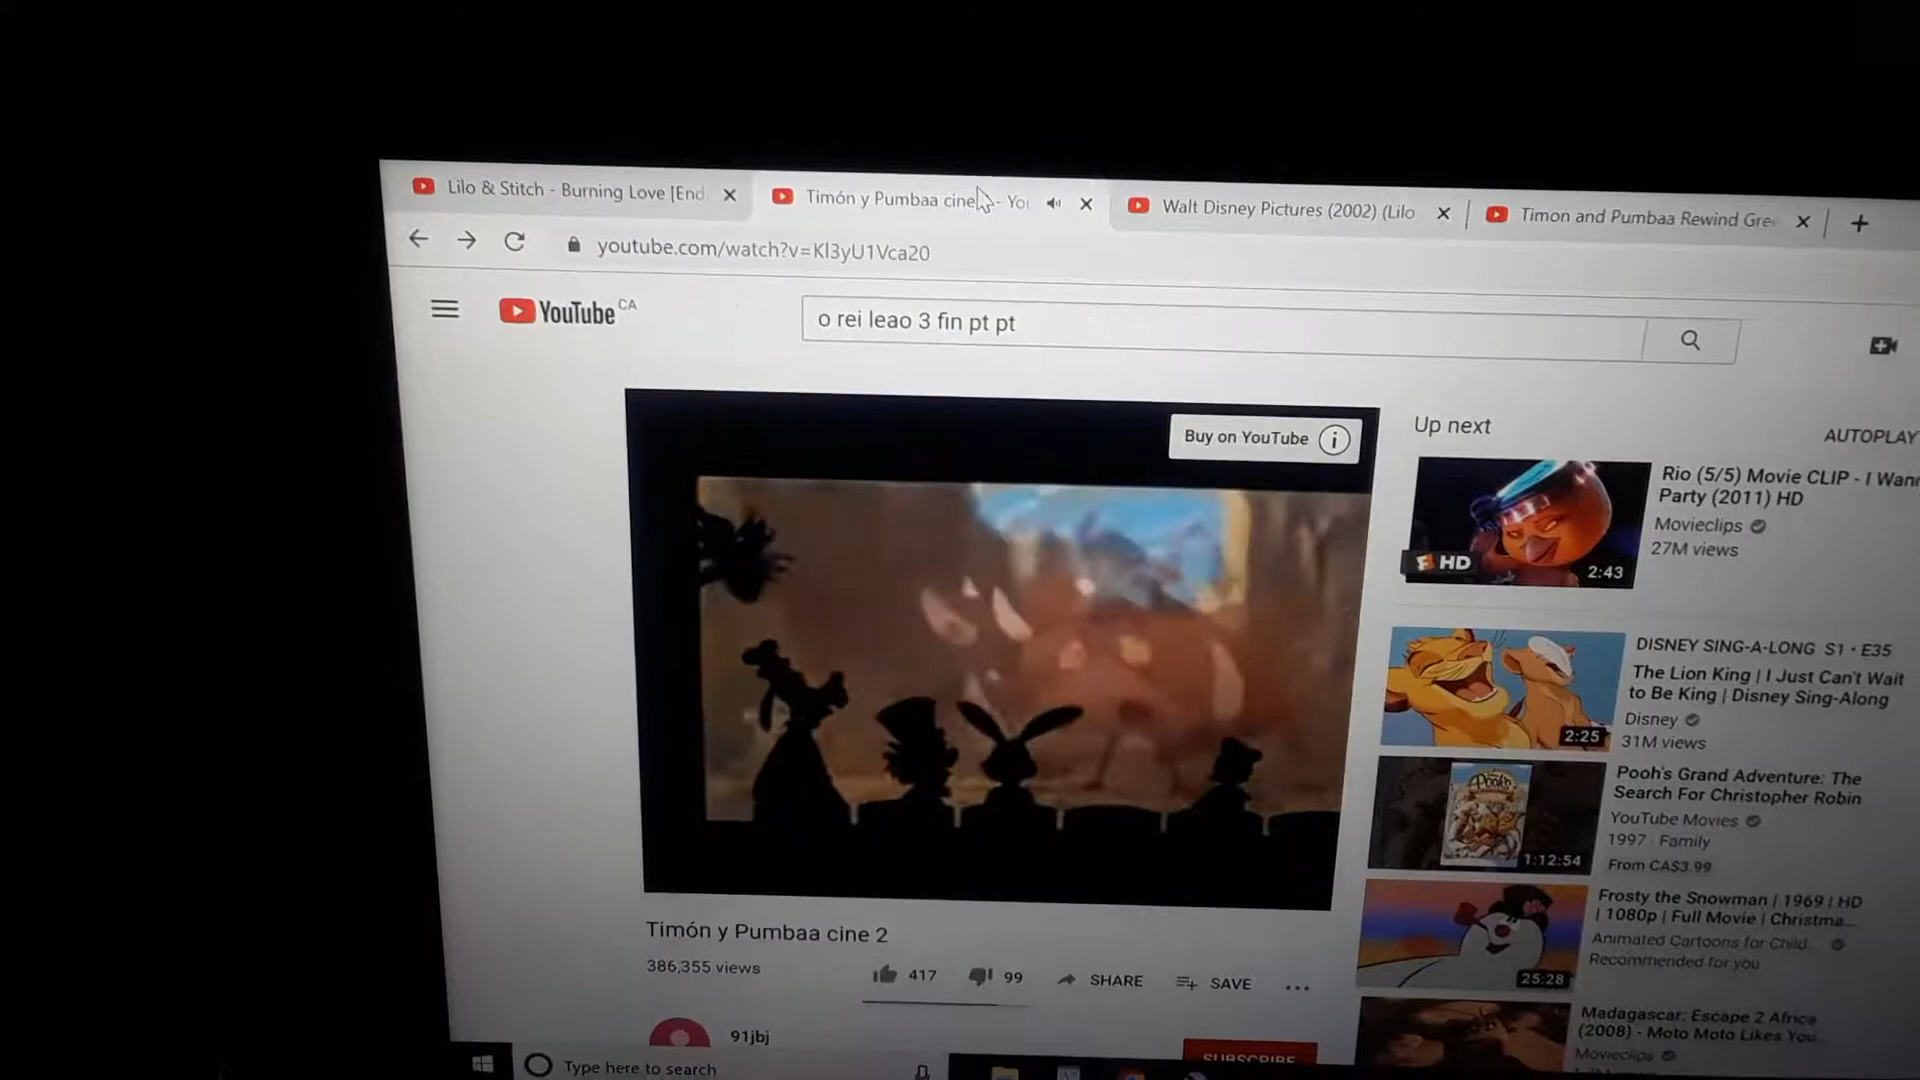 Lilo & Stitch - Burning Love [End
Timón y Pumbaa cine
- You
Walt Disney Pictures (2002) (Lilo
Timon and Pumbaa Rewind Gre
youtube.com/watch?v=Kl3yU1Vca20
YouTube CA
o rei leao 3 fin pt pt
Buy on YouTube
Up next
AUTOPLAY
Rio (5/5) Movie CLIP - I Wan
Party (2011) HD
Movieclips
27M views
HD
2:43
DISNEY SING-A-LONG S1 • E35
The Lion King | I Just Can't Wait
to Be King | Disney Sing-Along
Disney
31M views
2:25
Pooh's Grand Adventure: The
Search For Christopher Robin
YouTube Movies
1997 · Family
From CA$3.99
Pooh's
1:12:54
Frosty the Snowman | 1969 | HD
| 1080p | Full Movie | Christma...
Animated Cartoons for Child
Recommended for you
25:28
Madagascar: Escape 2 Africa
(2008) - Moto Moto Likes You...
Movieclips
Timón y Pumbaa cine 2
386,355 views
417
99
SHARE
SAVE
91jbj
SUBSCRIBE
Type here to search